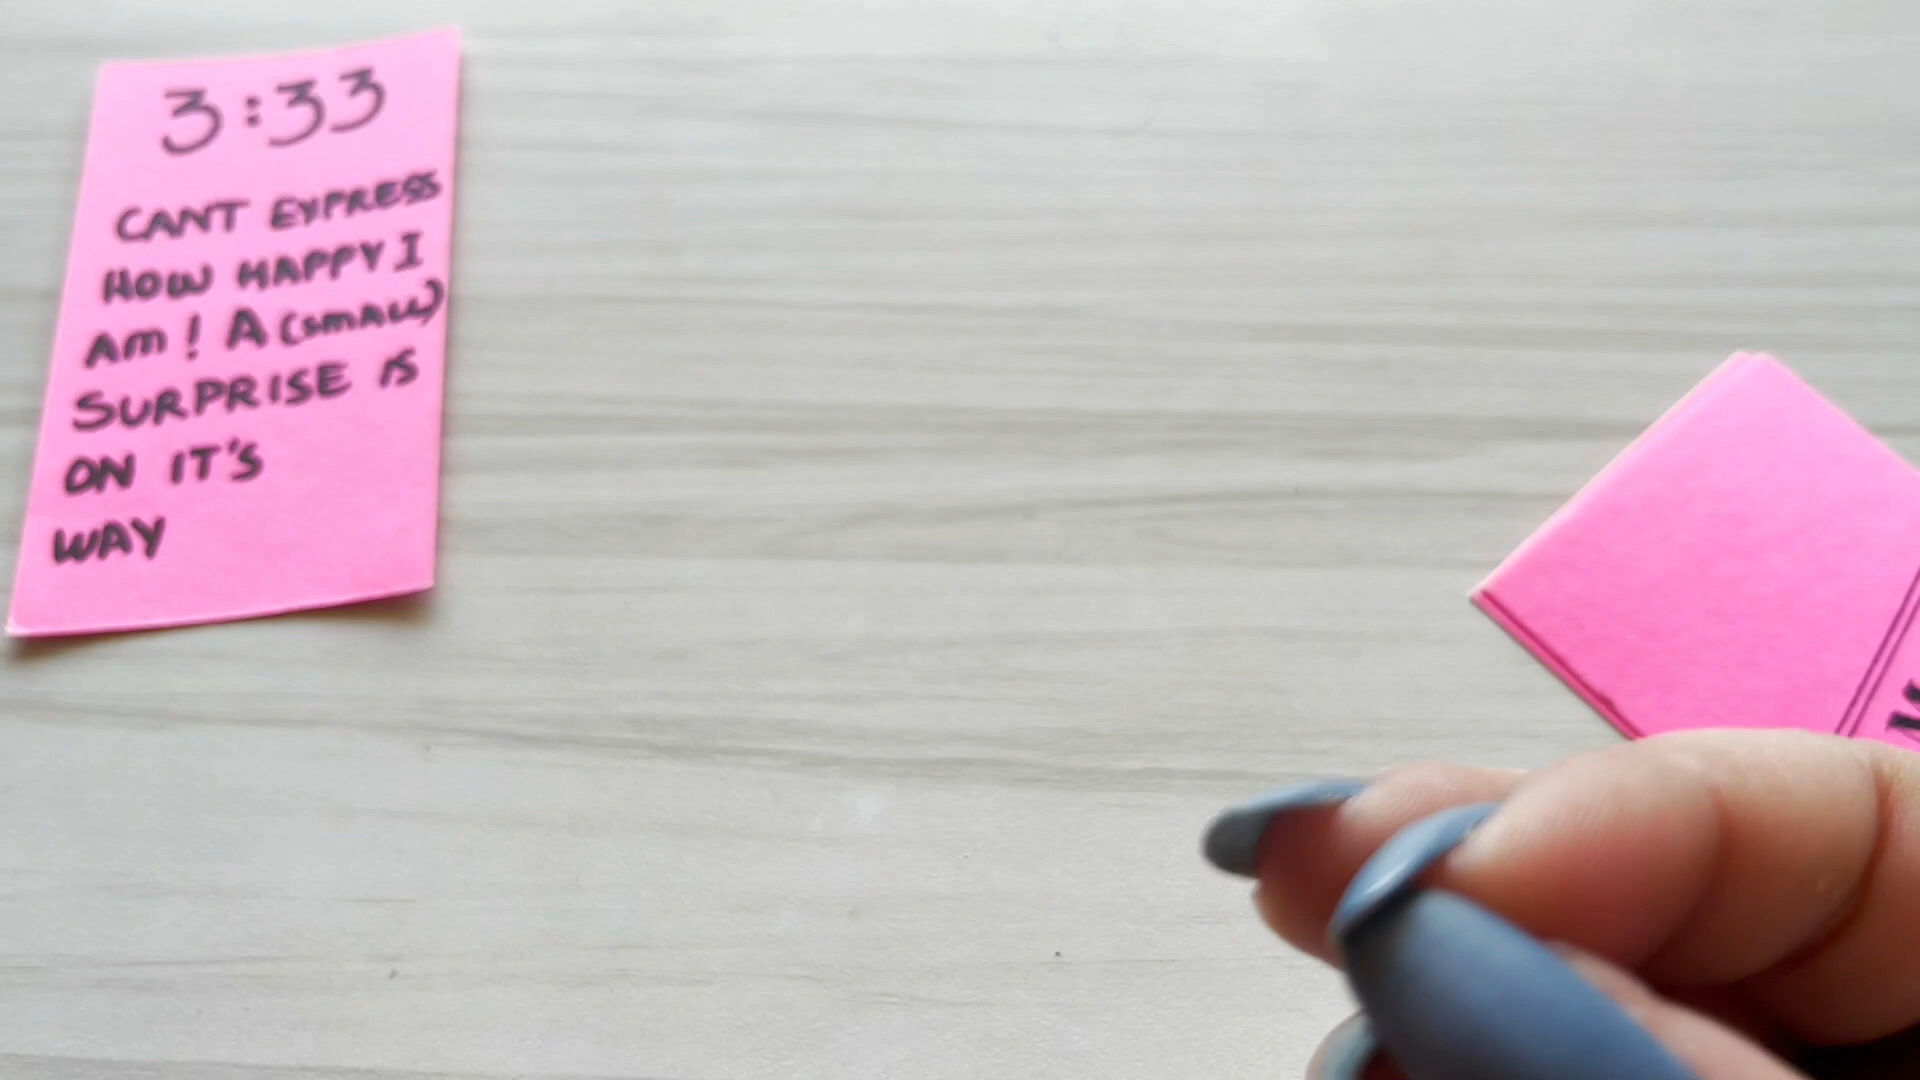 3:33
CANT EXPRESS
HOW HAPPY I
Am! A (SMALL)
SURPRISE IS
ON IT'S
WAY